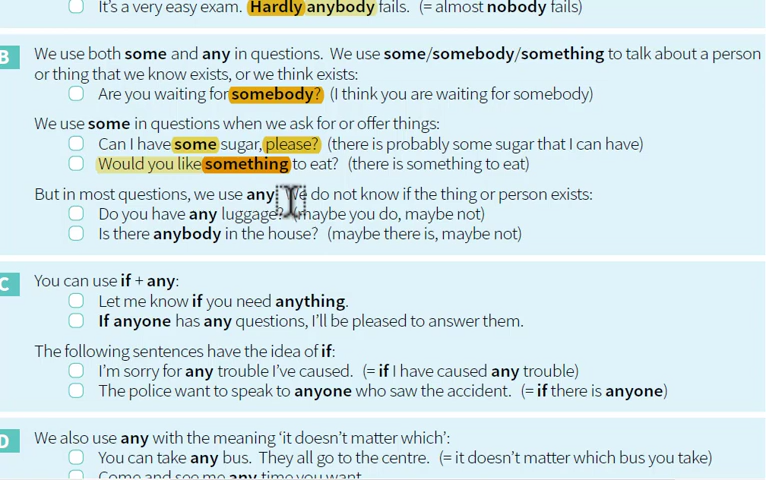 It's a very easy exam. Hardly anybody fails. (= almost nobody fails)
B
We use both some and any in questions. We use some/somebody/something to talk about a person
or thing that we know exists, or we think exists:
Are you waiting for somebody? (I think you are waiting for somebody)
We use some in questions when we ask for or offer things:
Can I have some sugar, please? (there is probably some sugar that I can have)
Would you like something to eat? (there is something to eat)
But in most questions, we use any. We do not know if the thing or person exists:
Do you have any luggage? (maybe you do, maybe not)
Is there anybody in the house? (maybe there is, maybe not)
C
You can use if + any:
Let me know if you need anything.
If anyone has any questions, I'll be pleased to answer them.
The following sentences have the idea of if:
I'm sorry for any trouble I've caused. (= if I have caused any trouble)
The police want to speak to anyone who saw the accident. (= if there is anyone)
D
We also use any with the meaning 'it doesn't matter which':
You can take any bus. They all go to the centre. (= it doesn't matter which bus you take)
Come and see me any time you want.